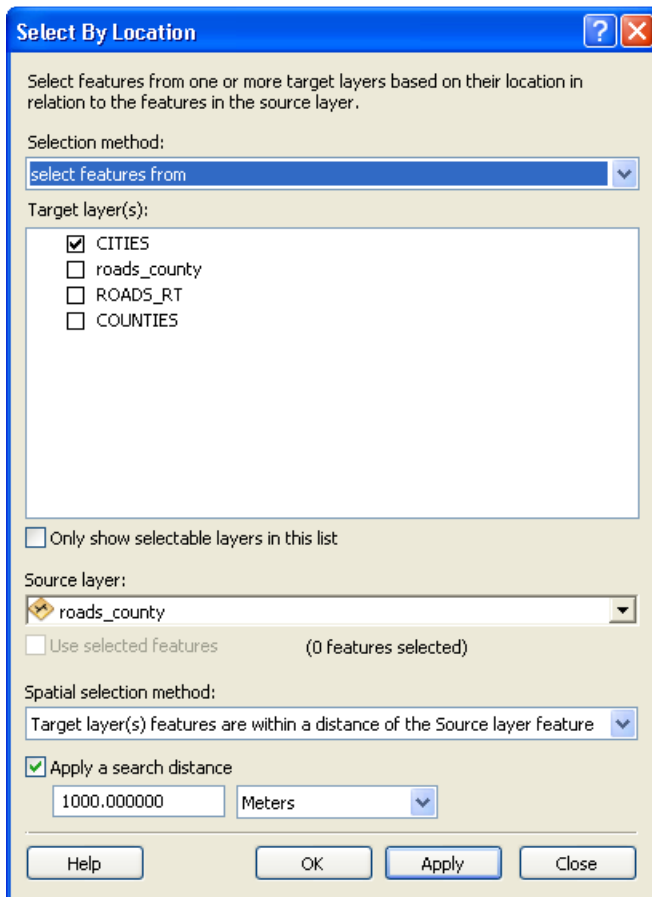 Select By Location
Select features from one or more target layers based on their location in
relation to the features in the source layer.
Selection method:
select features from
Target layer(s):
CITIES
roads_county
ROADS_RT
COUNTIES
Only show selectable layers in this list
Source layer:
roads_county
Use selected features (0 features selected)
Spatial selection method:
Target layer(s) features are within a distance of the Source layer feature
Apply a search distance
1000.000000 Meters
Help OK Apply Close